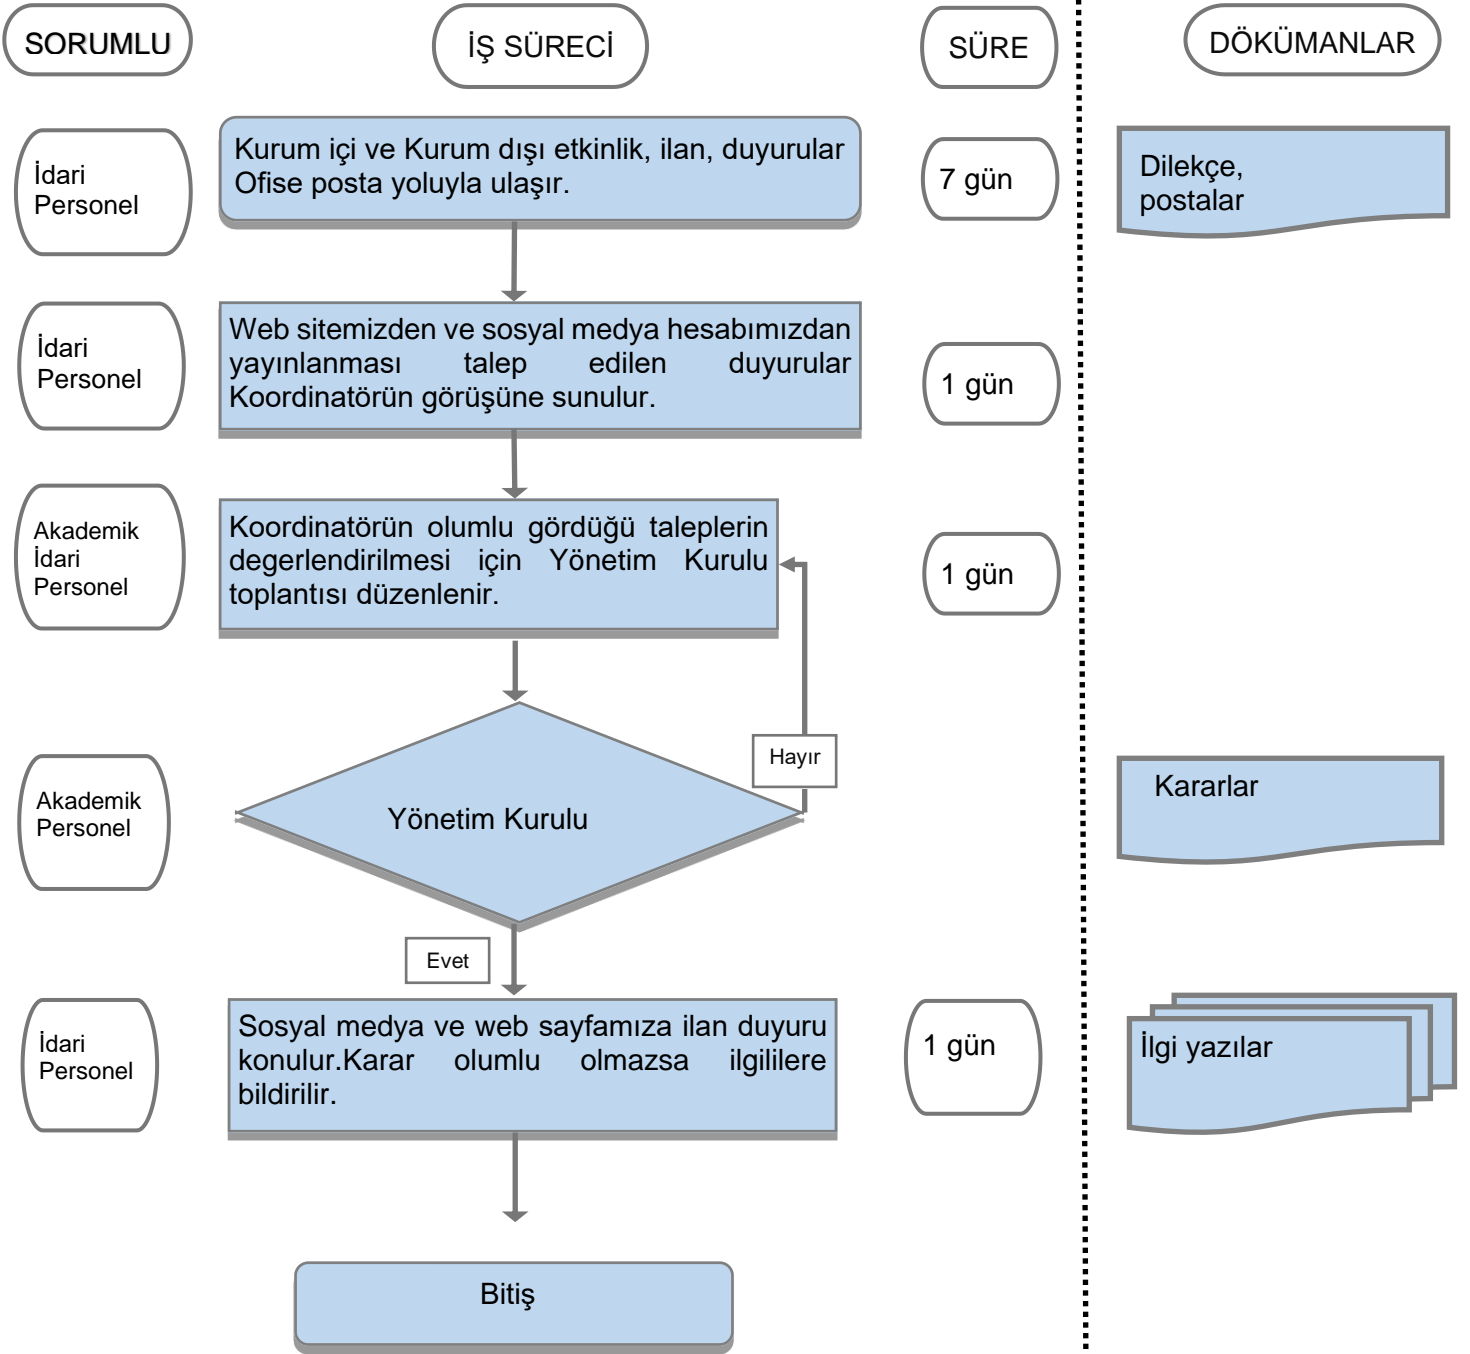 SORUMLU
İŞ SÜRECİ
SÜRE
DÖKÜMANLAR
İdari
Personel
Kurum içi ve Kurum dışı etkinlik, ilan, duyurular
Ofise posta yoluyla ulaşır.
7 gün
Dilekçe,
postalar
İdari
Personel
Web sitemizden ve sosyal medya hesabımızdan
yayınlanması talep edilen duyurular
Koordinatörün görüşüne sunulur.
1 gün
Akademik
İdari
Personel
Koordinatörün olumlu gördüğü taleplerin
degerlendirilmesi için Yönetim Kurulu
toplantısı düzenlenir.
1 gün
Hayır
Akademik
Personel
Yönetim Kurulu
Kararlar
Evet
İdari
Personel
Sosyal medya ve web sayfamıza ilan duyuru
konulur.Karar olumlu olmazsa ilgililere
bildirilir.
1 gün
İlgi yazılar
Bitiş